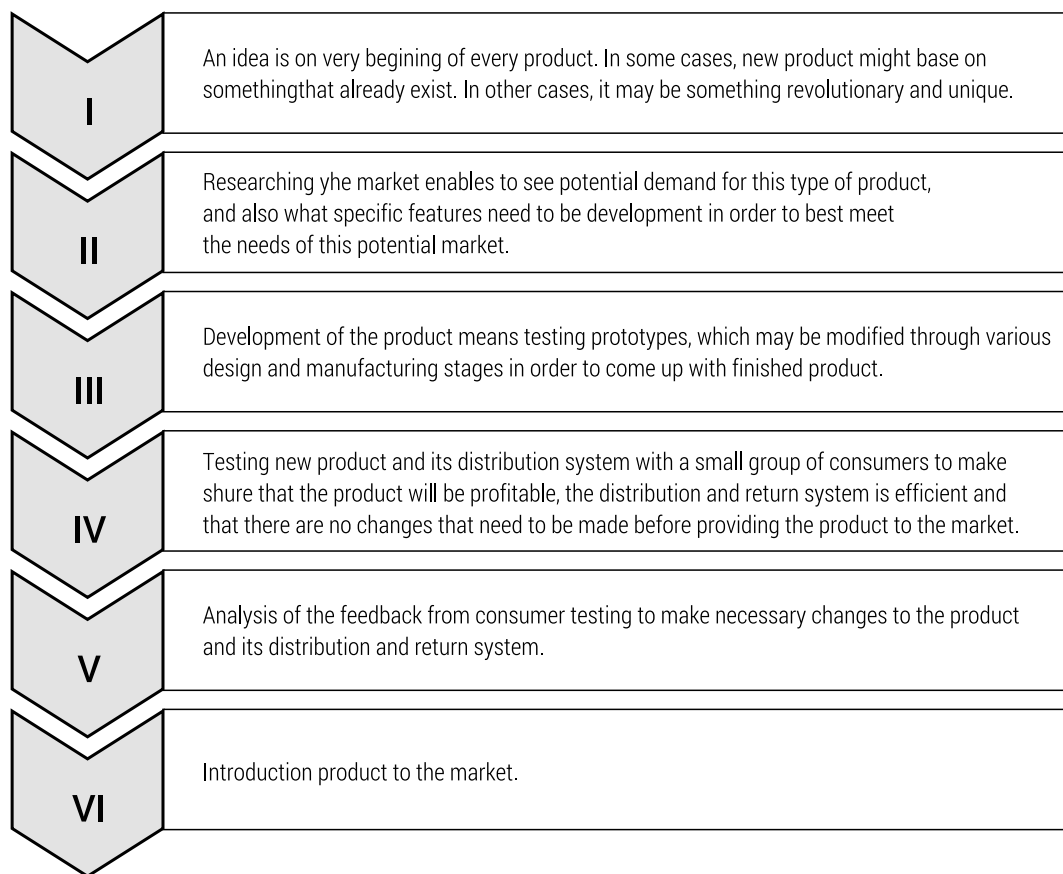 I
An idea is on very begining of every product. In some cases, new product might base on
somethingthat already exist. In other cases, it may be something revolutionary and unique.
II
Researching yhe market enables to see potential demand for this type of product,
and also what specific features need to be development in order to best meet
the needs of this potential market.
III
Development of the product means testing prototypes, which may be modified through various
design and manufacturing stages in order to come up with finished product.
IV
Testing new product and its distribution system with a small group of consumers to make
shure that the product will be profitable, the distribution and return system is efficient and
that there are no changes that need to be made before providing the product to the market.
V
Analysis of the feedback from consumer testing to make necessary changes to the product
and its distribution and return system.
VI
Introduction product to the market.